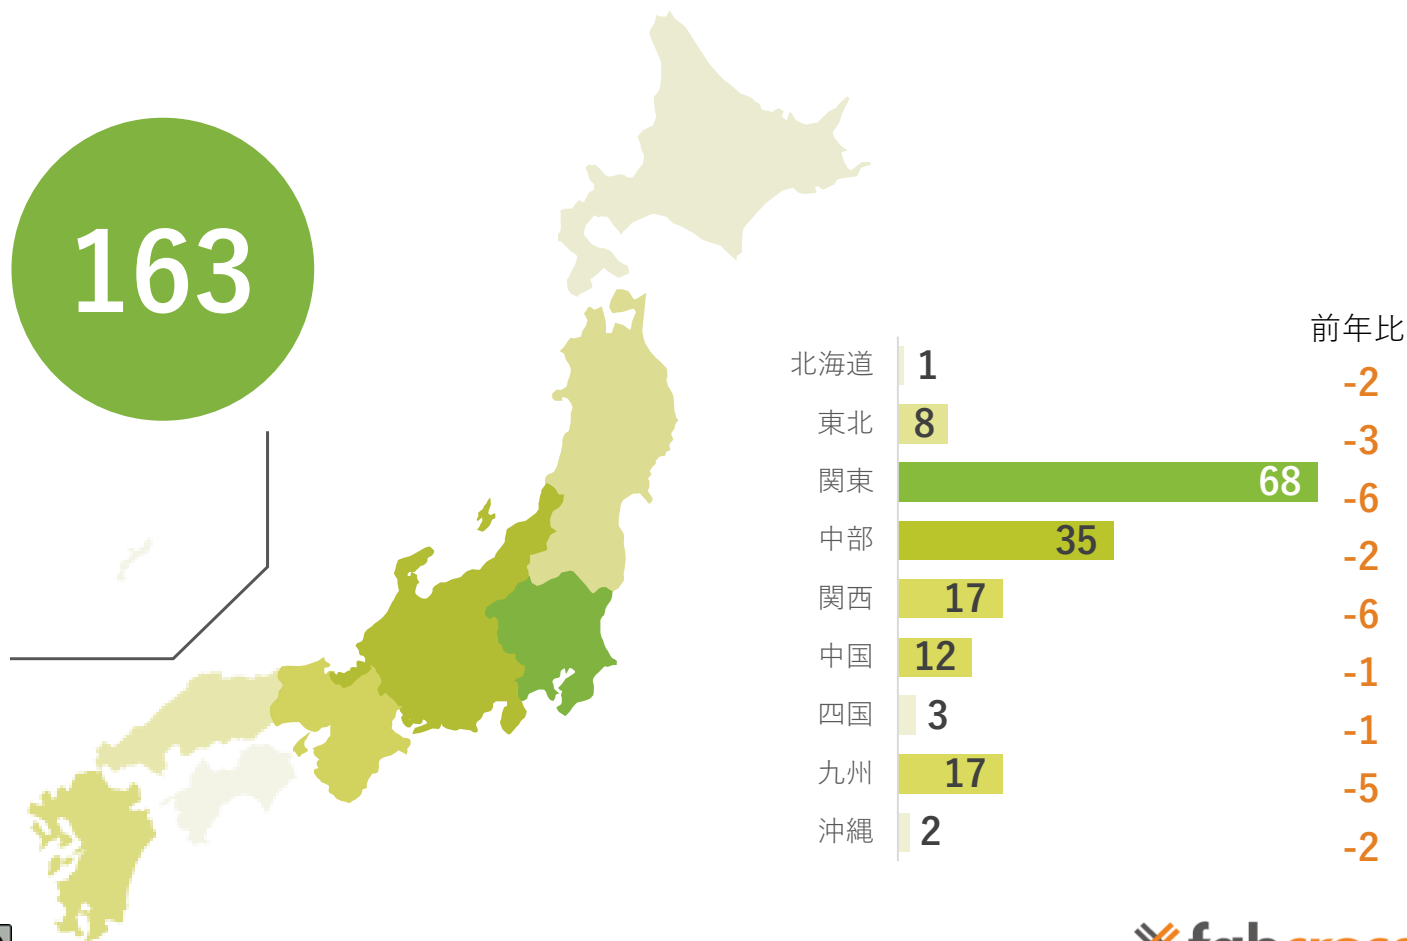 163
前年比
北海道 1 -2
東北 8 -3
関東 68 -6
中部 35 -2
関西 17 -6
中国 12 -1
四国 3 -1
九州 17 -5
沖縄 2 -2